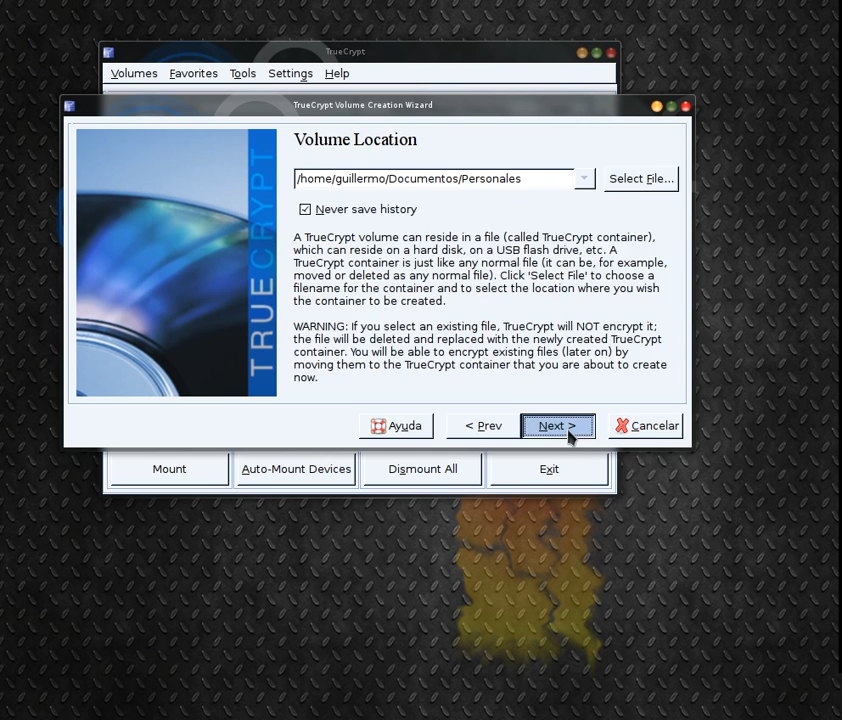 TrueCrypt
Volumes Favorites Tools Settings Help
TrueCrypt Volume Creation Wizard
TRUECRYPT
Volume Location
/home/guillermo/Documentos/Personales
Select File...
Never save history
A TrueCrypt volume can reside in a file (called TrueCrypt container),
which can reside on a hard disk, on a USB flash drive, etc. A
TrueCrypt container is just like any normal file (it can be, for example,
moved or deleted as any normal file). Click 'Select File' to choose a
filename for the container and to select the location where you wish
the container to be created.
WARNING: If you select an existing file, TrueCrypt will NOT encrypt it;
the file will be deleted and replaced with the newly created TrueCrypt
container. You will be able to encrypt existing files (later on) by
moving them to the TrueCrypt container that you are about to create
now.
Ayuda < Prev Next > Cancelar
Mount Auto-Mount Devices Dismount All Exit